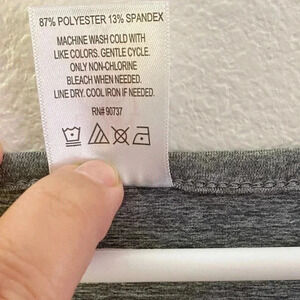 87% POLYESTER 13% SPANDEX
MACHINE WASH COLD WITH
LIKE COLORS. GENTLE CYCLE.
ONLY NON-CHLORINE
BLEACH WHEN NEEDED.
LINE DRY. COOL IRON IF NEEDED.
RN# 90737